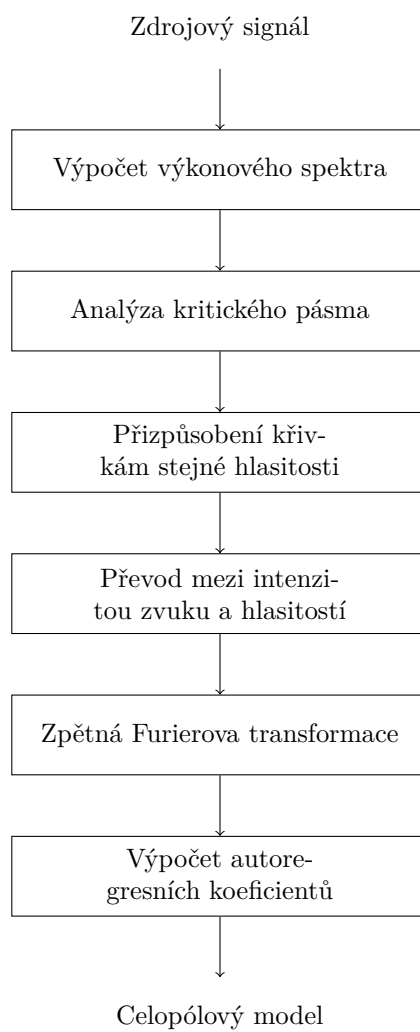 Zdrojový signál
Výpočet výkonového spektra
Analýza kritického pásma
Přizpůsobení křiv-
kám stejné hlasitosti
Převod mezi intenzi-
tou zvuku a hlasitostí
Zpětná Furierova transformace
Výpočet autore-
gresních koeficientů
Celopólový model